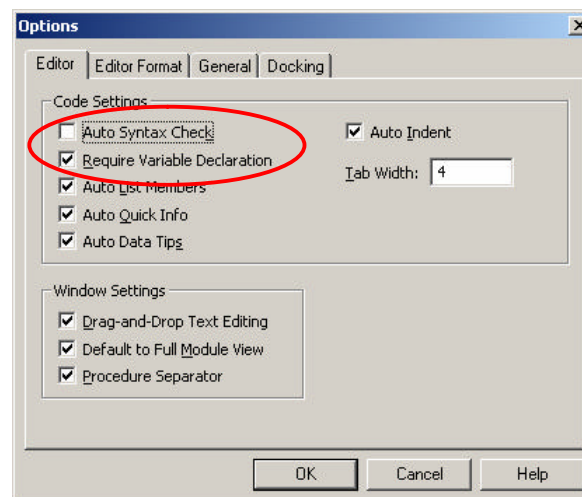 Options
Editor Editor Format General Docking
Code Settings
Auto Syntax Check
Require Variable Declaration
Auto List Members
Auto Quick Info
Auto Data Tips
Auto Indent
Tab Width: 4
Window Settings
Drag-and-Drop Text Editing
Default to Full Module View
Procedure Separator
OK Cancel Help